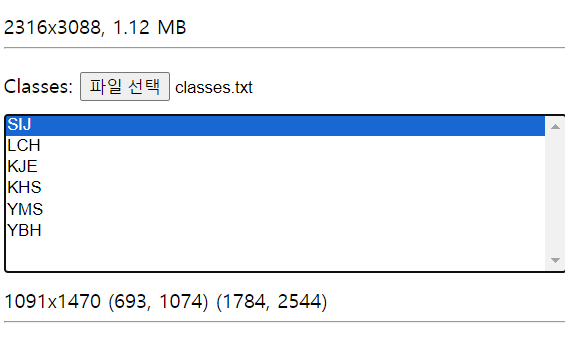 2316x3088, 1.12 MB
Classes: 파일 선택 classes.txt
SIJ
LCH
KJE
KHS
YMS
YBH
1091x1470 (693, 1074) (1784, 2544)